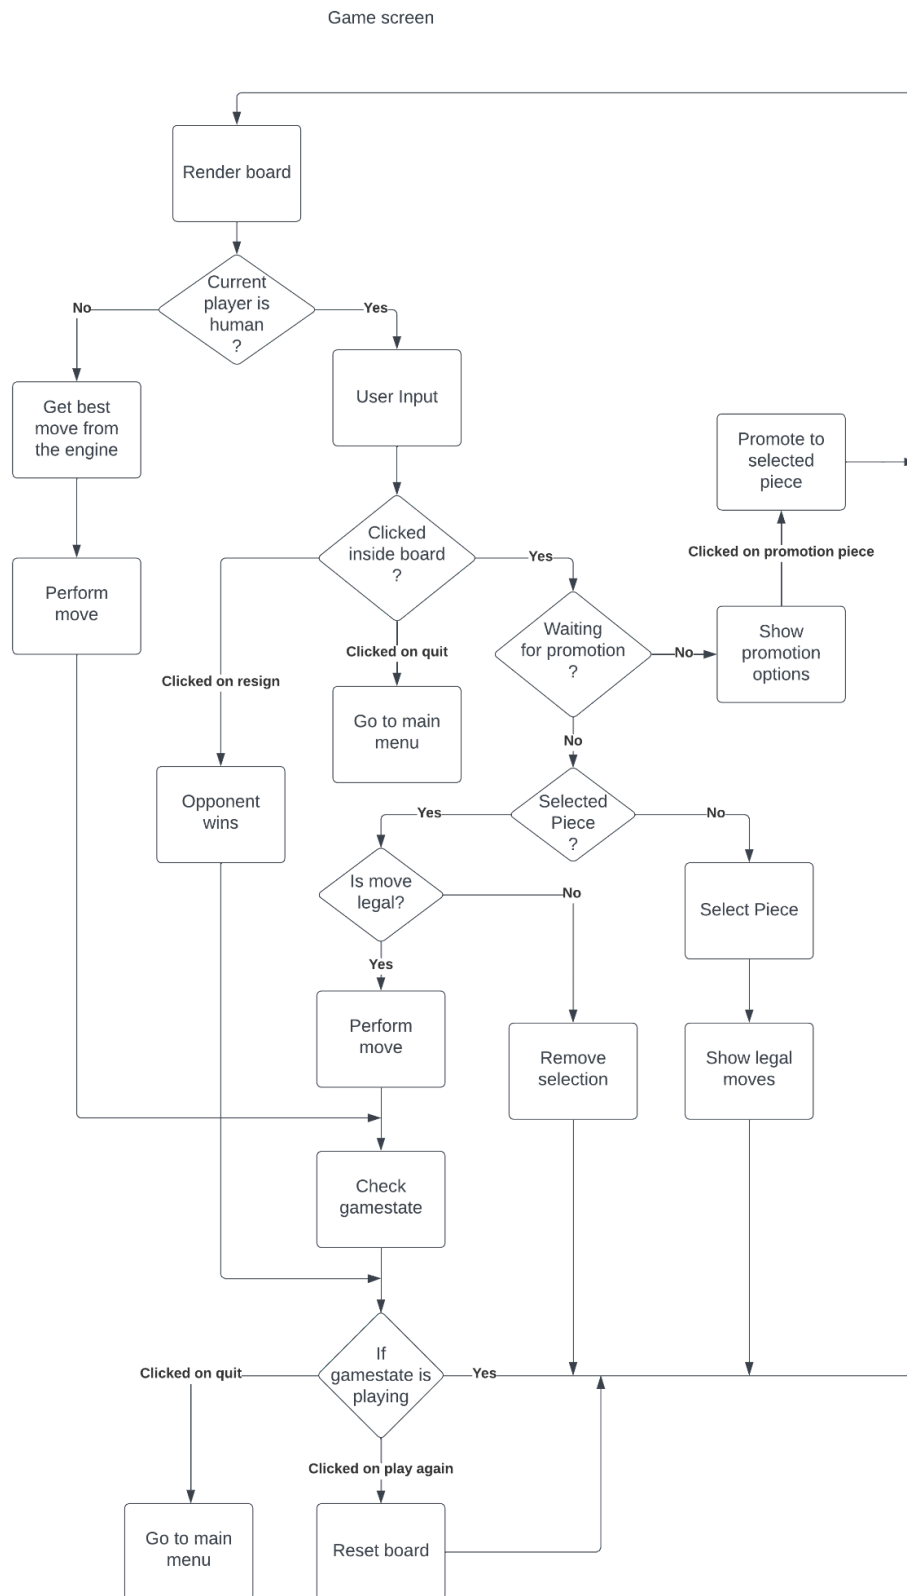 Game screen
Render board
Current
player is
human
?
No
Yes
Get best
move from
the engine
User Input
Promote to
selected
piece
Clicked
inside board
?
Yes
Clicked on promotion piece
Perform
move
Waiting
for promotion
?
No
Show
promotion
options
Clicked on quit
Clicked on resign
Go to main
menu
No
Opponent
wins
Selected
Piece
?
Yes
No
Is move
legal?
No
Select Piece
Yes
Perform
move
Remove
selection
Show legal
moves
Check
gamestate
If
gamestate is
playing
Clicked on quit
Yes
Clicked on play again
Go to main
menu
Reset board